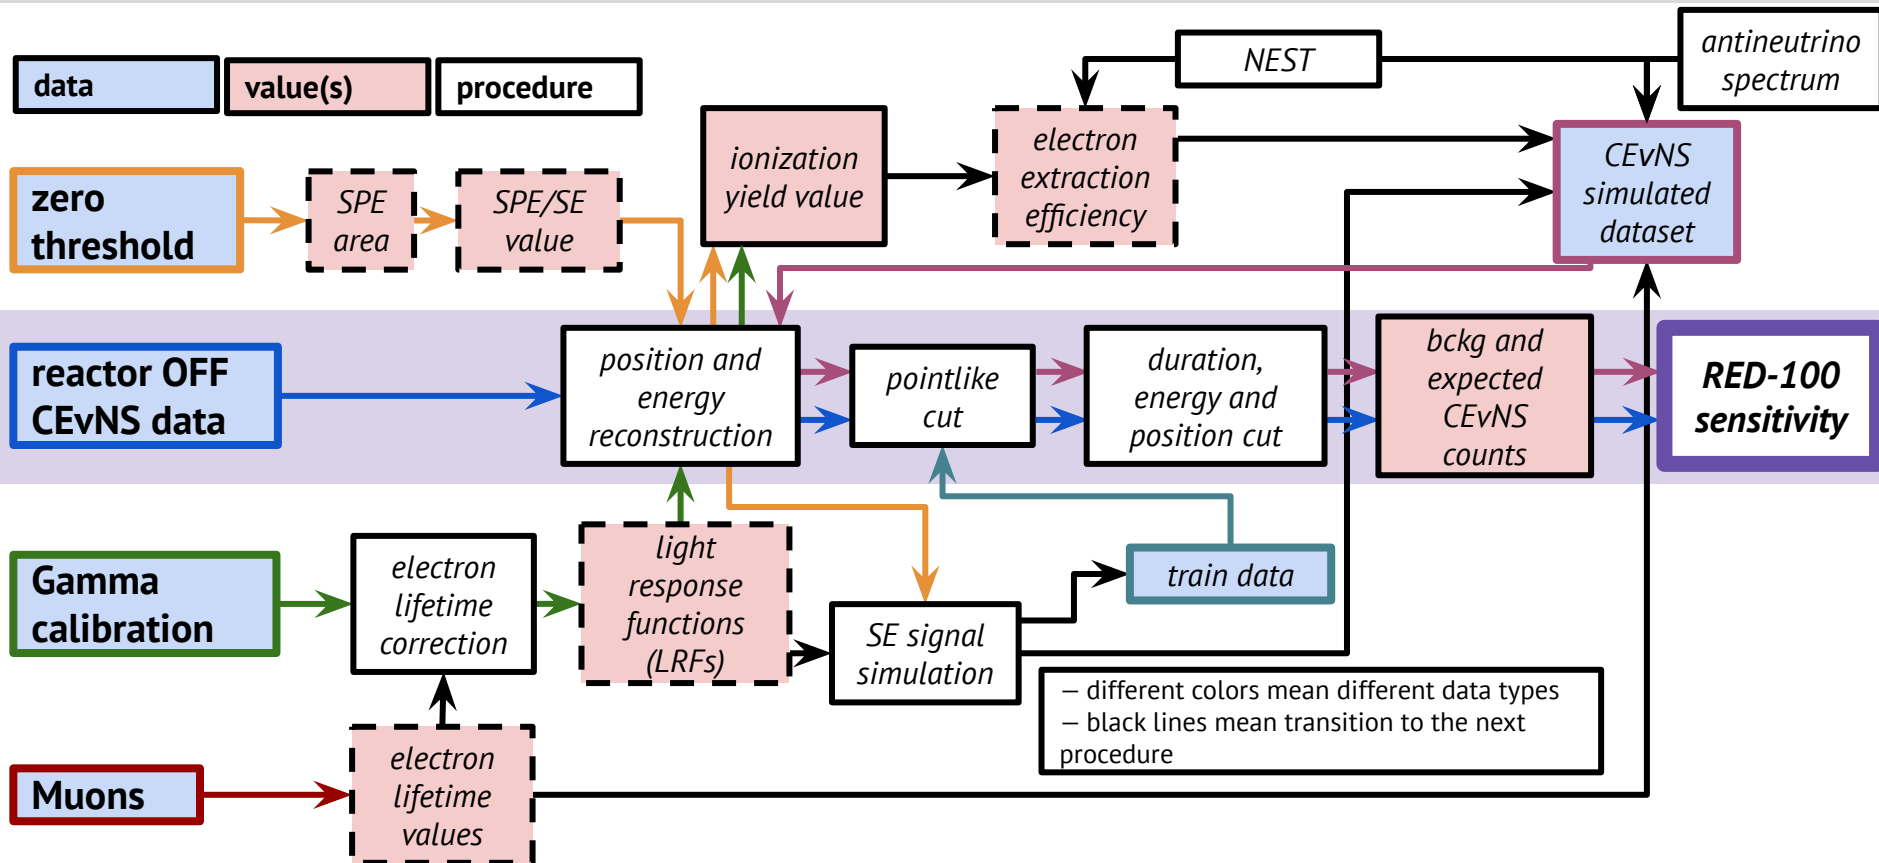 data
value(s)
procedure
NEST
antineutrino
spectrum
zero
threshold
SPE
area
SPE/SE
value
ionization
yield value
electron
extraction
efficiency
CEvNS
simulated
dataset
reactor OFF
CEvNS data
position and
energy
reconstruction
pointlike
cut
duration,
energy and
position cut
bckg and
expected
CEvNS
counts
RED-100
sensitivity
Gamma
calibration
electron
lifetime
correction
light
response
functions
(LRFs)
SE signal
simulation
train data
– different colors mean different data types
– black lines mean transition to the next
procedure
Muons
electron
lifetime
values